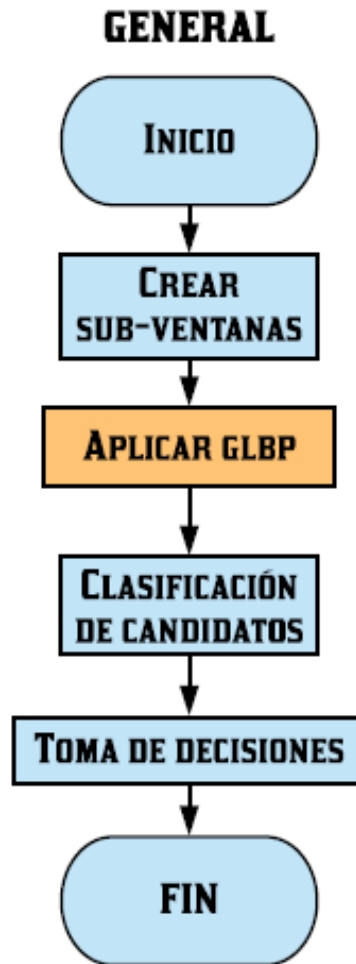 GENERAL
INICIO
CREAR
SUB-VENTANAS
APLICAR GLBP
CLASIFICACIÓN
DE CANDIDATOS
TOMA DE DECISIONES
FIN